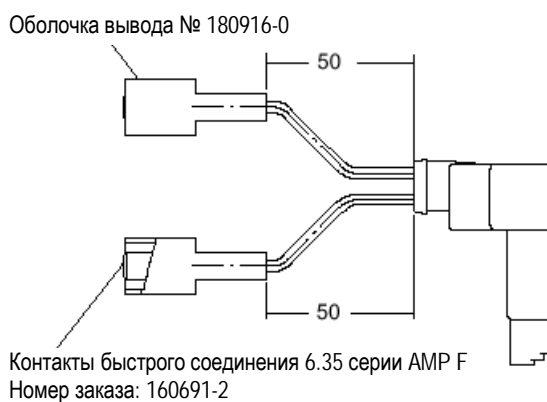 Оболочка вывода № 180916-0
50
50
Контакты быстрого соединения 6.35 серии AMP F
Номер заказа: 160691-2